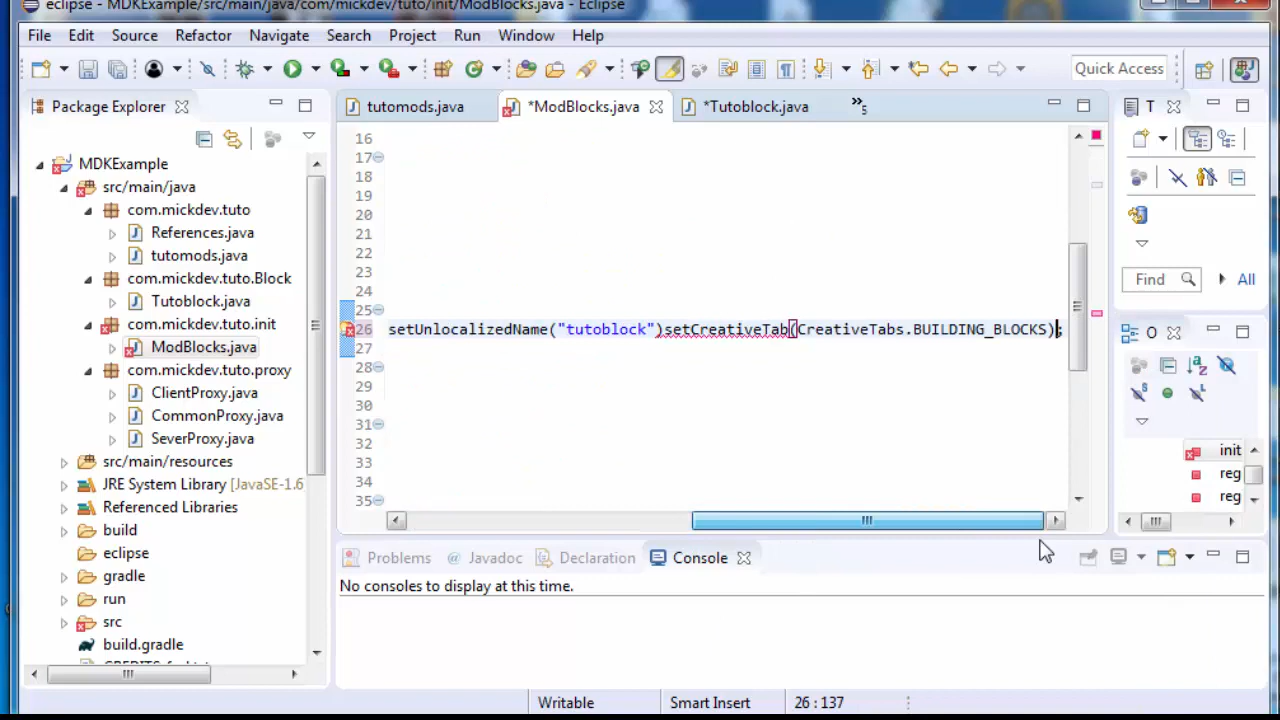 eclipse - MDKExample/src/main/java/com/mickdev/tuto/init/ModBlocks.java - Eclipse
File Edit Source Refactor Navigate Search Project Run Window Help
Quick Access
Package Explorer
tutomods.java
*ModBlocks.java
*Tutoblock.java
»5
T
MDKExample
src/main/java
com.mickdev.tuto
References.java
tutomods.java
com.mickdev.tuto.Block
Tutoblock.java
com.mickdev.tuto.init
ModBlocks.java
com.mickdev.tuto.proxy
ClientProxy.java
CommonProxy.java
SeverProxy.java
src/main/resources
JRE System Library [JavaSE-1.6
Referenced Libraries
build
eclipse
gradle
run
src
build.gradle
16
17
18
19
20
21
22
23
24
25
26 setUnlocalizedName("tutoblock")setCreativeTab(CreativeTabs.BUILDING_BLOCKS);
27
28
29
30
31
32
33
34
35
Find
All
O
init
reg
reg
Problems
@ Javadoc
Declaration
Console
No consoles to display at this time.
Writable
Smart Insert
26 : 137